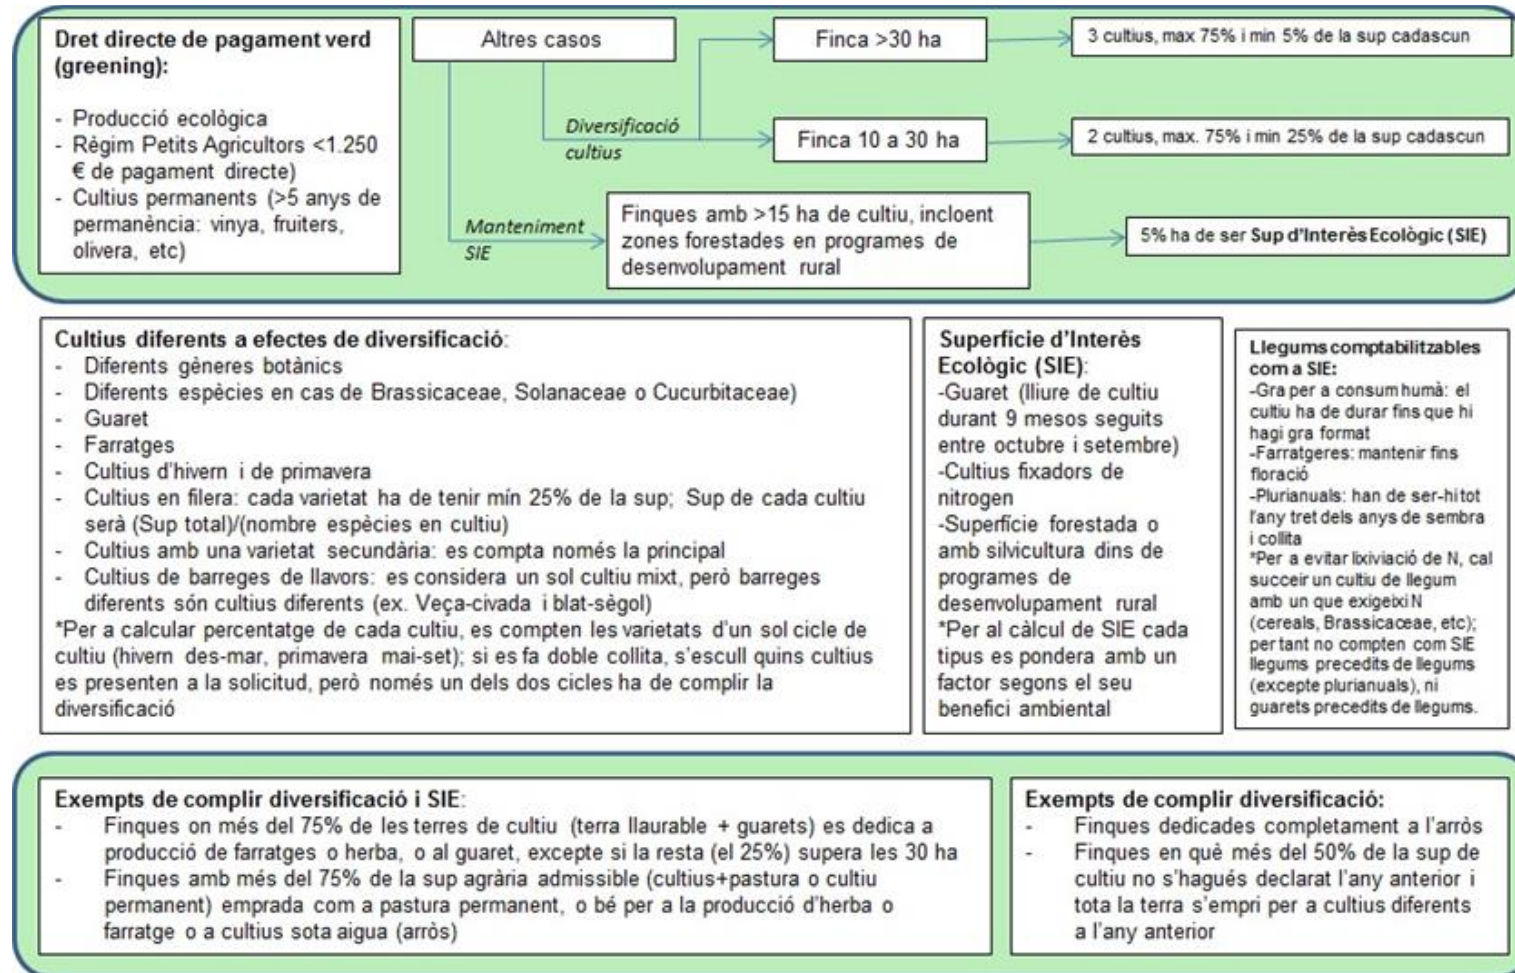 Dret directe de pagament verd
(greening):
- Producció ecològica
- Règim Petits Agricultors <1.250
€ de pagament directe)
- Cultius permanents (>5 anys de
permanència: vinya, fruiters,
olivera, etc)
Altres casos
Diversificació
cultius
Finca >30 ha
3 cultius, max 75% i min 5% de la sup cadascun
Finca 10 a 30 ha
2 cultius, max. 75% i min 25% de la sup cadascun
Manteniment
SIE
Finques amb >15 ha de cultiu, incloent
zones forestades en programes de
desenvolupament rural
5% ha de ser Sup d'Interès Ecològic (SIE)
Cultius diferents a efectes de diversificació:
- Diferents gèneres botànics
- Diferents espècies en cas de Brassicaceae, Solanaceae o Cucurbitaceae)
- Guaret
- Farratges
- Cultius d'hivern i de primavera
- Cultius en filera: cada varietat ha de tenir mín 25% de la sup; Sup de cada cultiu
serà (Sup total)/(nombre espècies en cultiu)
- Cultius amb una varietat secundària: es compta només la principal
- Cultius de barreges de llavors: es considera un sol cultiu mixt, però barreges
diferents són cultius diferents (ex. Veça-civada i blat-sègol)
*Per a calcular percentatge de cada cultiu, es compten les varietats d'un sol cicle de
cultiu (hivern des-mar, primavera mai-set); si es fa doble collita, s'escull quins cultius
es presenten a la solicitud, però només un dels dos cicles ha de complir la
diversificació
Superfície d'Interès
Ecològic (SIE):
-Guaret (lliure de cultiu
durant 9 mesos seguits
entre octubre i setembre)
-Cultius fixadors de
nitrogen
-Superfície forestada o
amb silvicultura dins de
programes de
desenvolupament rural
*Per al càlcul de SIE cada
tipus es pondera amb un
factor segons el seu
benefici ambiental
Llegums comptabilitzables
com a SIE:
-Gra per a consum humà: el
cultiu ha de durar fins que hi
hagi gra format
-Farratgeres: mantenir fins
floració
-Plurianuals: han de ser-hi tot
l'any tret dels anys de sembra
i collita
*Per a evitar lixiviació de N, cal
succeir un cultiu de llegum
amb un que exigeixi N
(cereals, Brassicaceae, etc);
per tant no compten com SIE
llegums precedits de llegums
(excepte plurianuals), ni
guarets precedits de llegums.
Exempts de complir diversificació i SIE:
- Finques on més del 75% de les terres de cultiu (terra llaurable + guarets) es dedica a
producció de farratges o herba, o al guaret, excepte si la resta (el 25%) supera les 30 ha
- Finques amb més del 75% de la sup agrària admissible (cultius+pastura o cultiu
permanent) emprada com a pastura permanent, o bé per a la producció d'herba o
farratge o a cultius sota aigua (arròs)
Exempts de complir diversificació:
- Finques dedicades completament a l'arròs
- Finques en què més del 50% de la sup de
cultiu no s'hagués declarat l'any anterior i
tota la terra s'empri per a cultius diferents
a l'any anterior